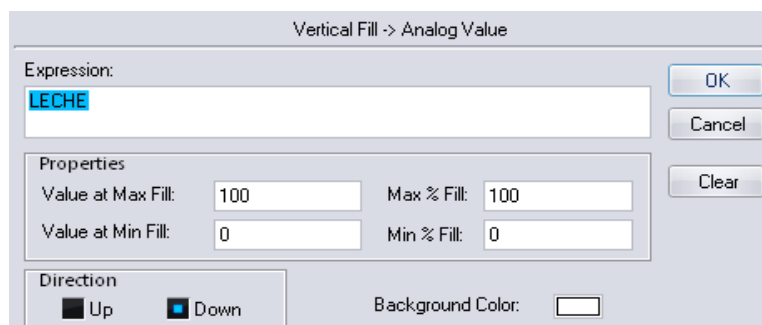 Vertical Fill -> Analog Value
Expression:
LECHE
OK
Cancel
Clear
Properties
Value at Max Fill: 100 Max % Fill: 100
Value at Min Fill: 0 Min % Fill: 0
Direction
Up Down Background Color: